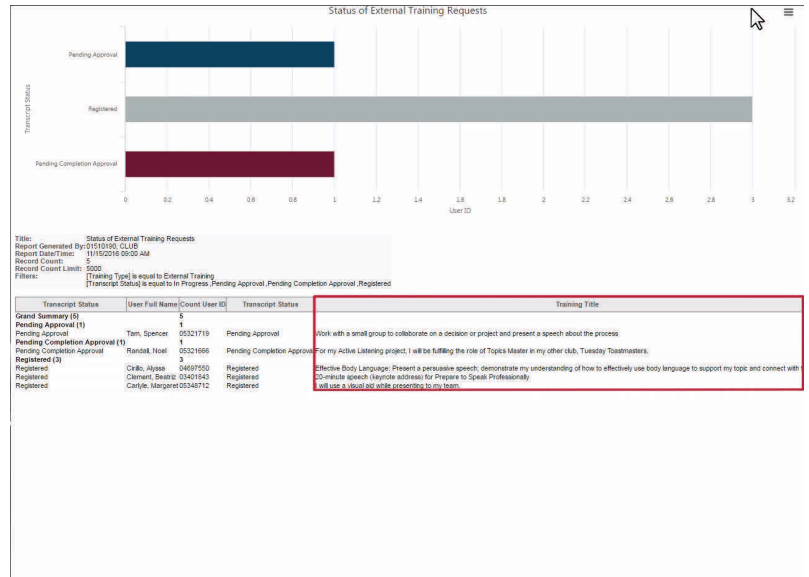 Status of External Training Requests
Transcript Status
Pending Approval
Registered
Pending Completion Approval
0 0.2 0.4 0.6 0.8 1 1.2 1.4 1.6 1.8 2 2.2 2.4 2.6 2.8 3 3.2
User ID
Title: Status of External Training Requests
Report Generated By: 01510190, CLUB
Report Date/Time: 11/15/2016 09:00 AM
Record Count: 5
Record Count Limit: 5000
Filters: [Training Type] is equal to External Training
[Transcript Status] is equal to In Progress ,Pending Approval ,Pending Completion Approval ,Registered
Transcript Status User Full Name Count User ID Transcript Status Training Title
Grand Summary (5) 5
Pending Approval (1) 1
Pending Approval Tam, Spencer 05321719 Pending Approval Work with a small group to collaborate on a decision or project and present a speech about the process
Pending Completion Approval (1) 1
Pending Completion Approval Randall, Noel 05321666 Pending Completion Approval For my Active Listening project, I will be fulfilling the role of Topics Master in my other club, Tuesday Toastmasters.
Registered (3) 3
Registered Cirillo, Alyssa 04697550 Registered Effective Body Language: Present a persuasive speech; demonstrate my understanding of how to effectively use body language to support my topic and connect with
Registered Clement, Beatriz 03401843 Registered 20-minute speech (keynote address) for Prepare to Speak Professionally
Registered Carlyle, Margaret 05348712 Registered I will use a visual aid while presenting to my team.